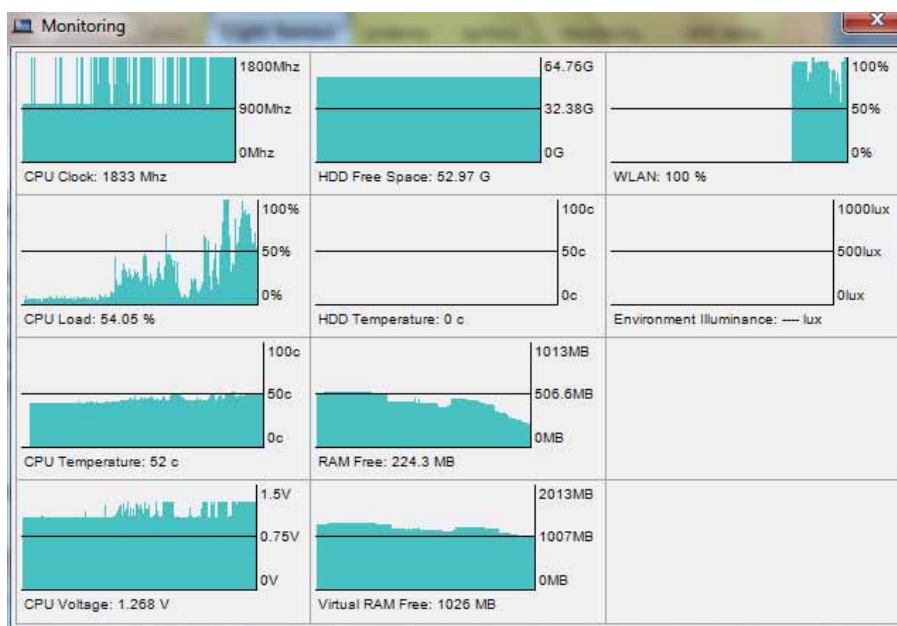 Monitoring
1800Mhz
900Mhz
0Mhz
CPU Clock: 1833 Mhz
64.76G
32.38G
0G
HDD Free Space: 52.97 G
100%
50%
0%
WLAN: 100 %
100%
50%
0%
CPU Load: 54.05 %
100c
50c
0c
HDD Temperature: 0 c
1000lux
500lux
0lux
Environment Illuminance: ---- lux
100c
50c
0c
CPU Temperature: 52 c
1013MB
506.6MB
0MB
RAM Free: 224.3 MB
1.5V
0.75V
0V
CPU Voltage: 1.268 V
2013MB
1007MB
0MB
Virtual RAM Free: 1026 MB